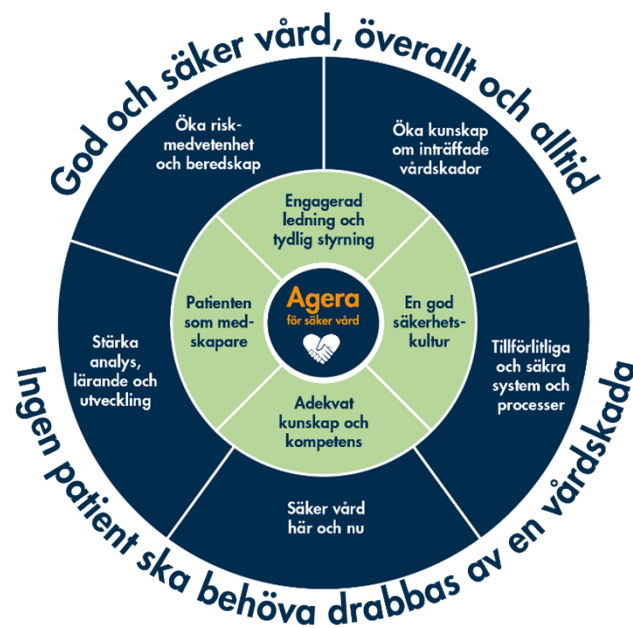 God och säker vård, överallt och alltid
Öka risk-
medvetenhet
och beredskap
Öka kunskap
om inträffade
vårdskador
Engagerad
ledning och
tydlig styrning
Patienten
som med-
skapare
Agera
för säker vård
En god
säkerhets-
kultur
Stärka
analys,
lärande och
utveckling
Tillförlitliga
och säkra
system och
processer
Adekvat
kunskap och
kompetens
Säker vård
här och nu
Ingen patient ska behöva drabbas av en vårdskada